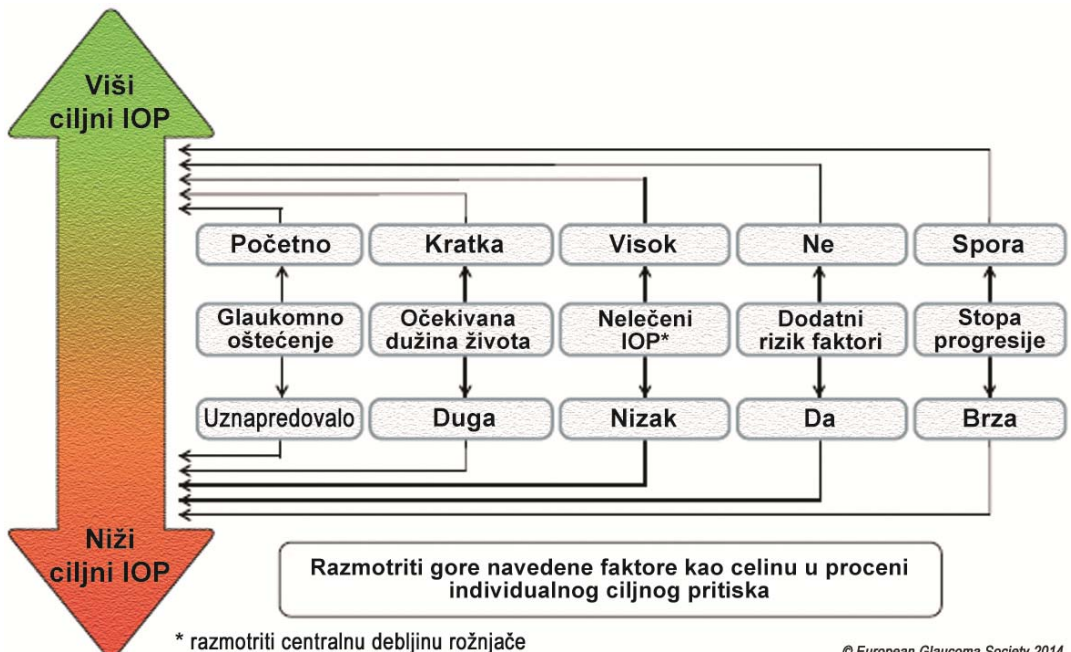 Viši
ciljni IOP
Početno
Kratka
Visok
Ne
Spora
Glaukomno
oštećenje
Očekivana
dužina života
Nelečeni
IOP*
Dodatni
rizik faktori
Stopa
progresije
Uznapredovalo
Duga
Nizak
Da
Brza
Niži
ciljni IOP
Razmotriti gore navedene faktore kao celinu u proceni
individualnog ciljnog pritiska
* razmotriti centralnu debljinu rožnjače
© European Glaucoma Society 2014